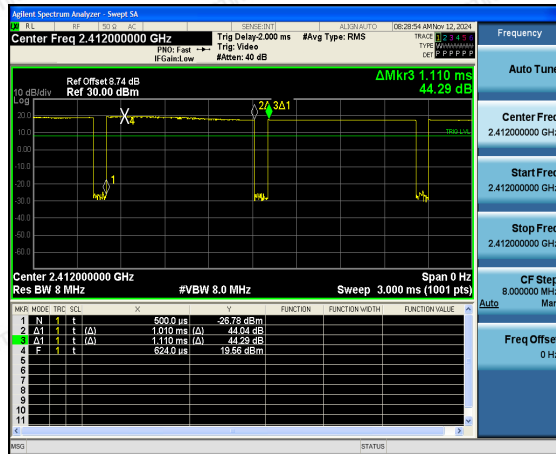 Agilent Spectrum Analyzer - Swept SA
RL RF 50 Ω AC SENSE:INT ALIGN AUTO 08:28:54 AM Nov 12, 2024
Center Freq 2.412000000 GHz
PNO: Fast
IFGain:Low
Trig Delay-2.000 ms
Trig: Video
#Atten: 40 dB
#Avg Type: RMS
TRACE 1 2 3 4 5 6
TYPE WWWWWW
DET P P P P P P
Frequency
ΔMkr3 1.110 ms
44.29 dB
Ref Offset 8.74 dB
10 dB/div Ref 30.00 dBm
Log
20.0
10.0
0.00
-10.0
-20.0
-30.0
-40.0
-50.0
-60.0
4
1
2Δ 3Δ1
TRIG LVL
Center 2.412000000 GHz Span 0 Hz
Res BW 8 MHz #VBW 8.0 MHz Sweep 3.000 ms (1001 pts)
MKR MODE TRC SCL X Y FUNCTION FUNCTION WIDTH FUNCTION VALUE
1 N 1 t 500.0 µs -26.78 dBm
2 Δ1 1 t (Δ) 1.010 ms (Δ) 44.04 dB
3 Δ1 1 t (Δ) 1.110 ms (Δ) 44.29 dB
4 F 1 t 624.0 µs 19.56 dBm
5
6
7
8
9
10
11
MSG STATUS
Auto Tune
Center Freq
2.412000000 GHz
Start Freq
2.412000000 GHz
Stop Freq
2.412000000 GHz
CF Step
8.000000 MHz
Auto Man
Freq Offset
0 Hz